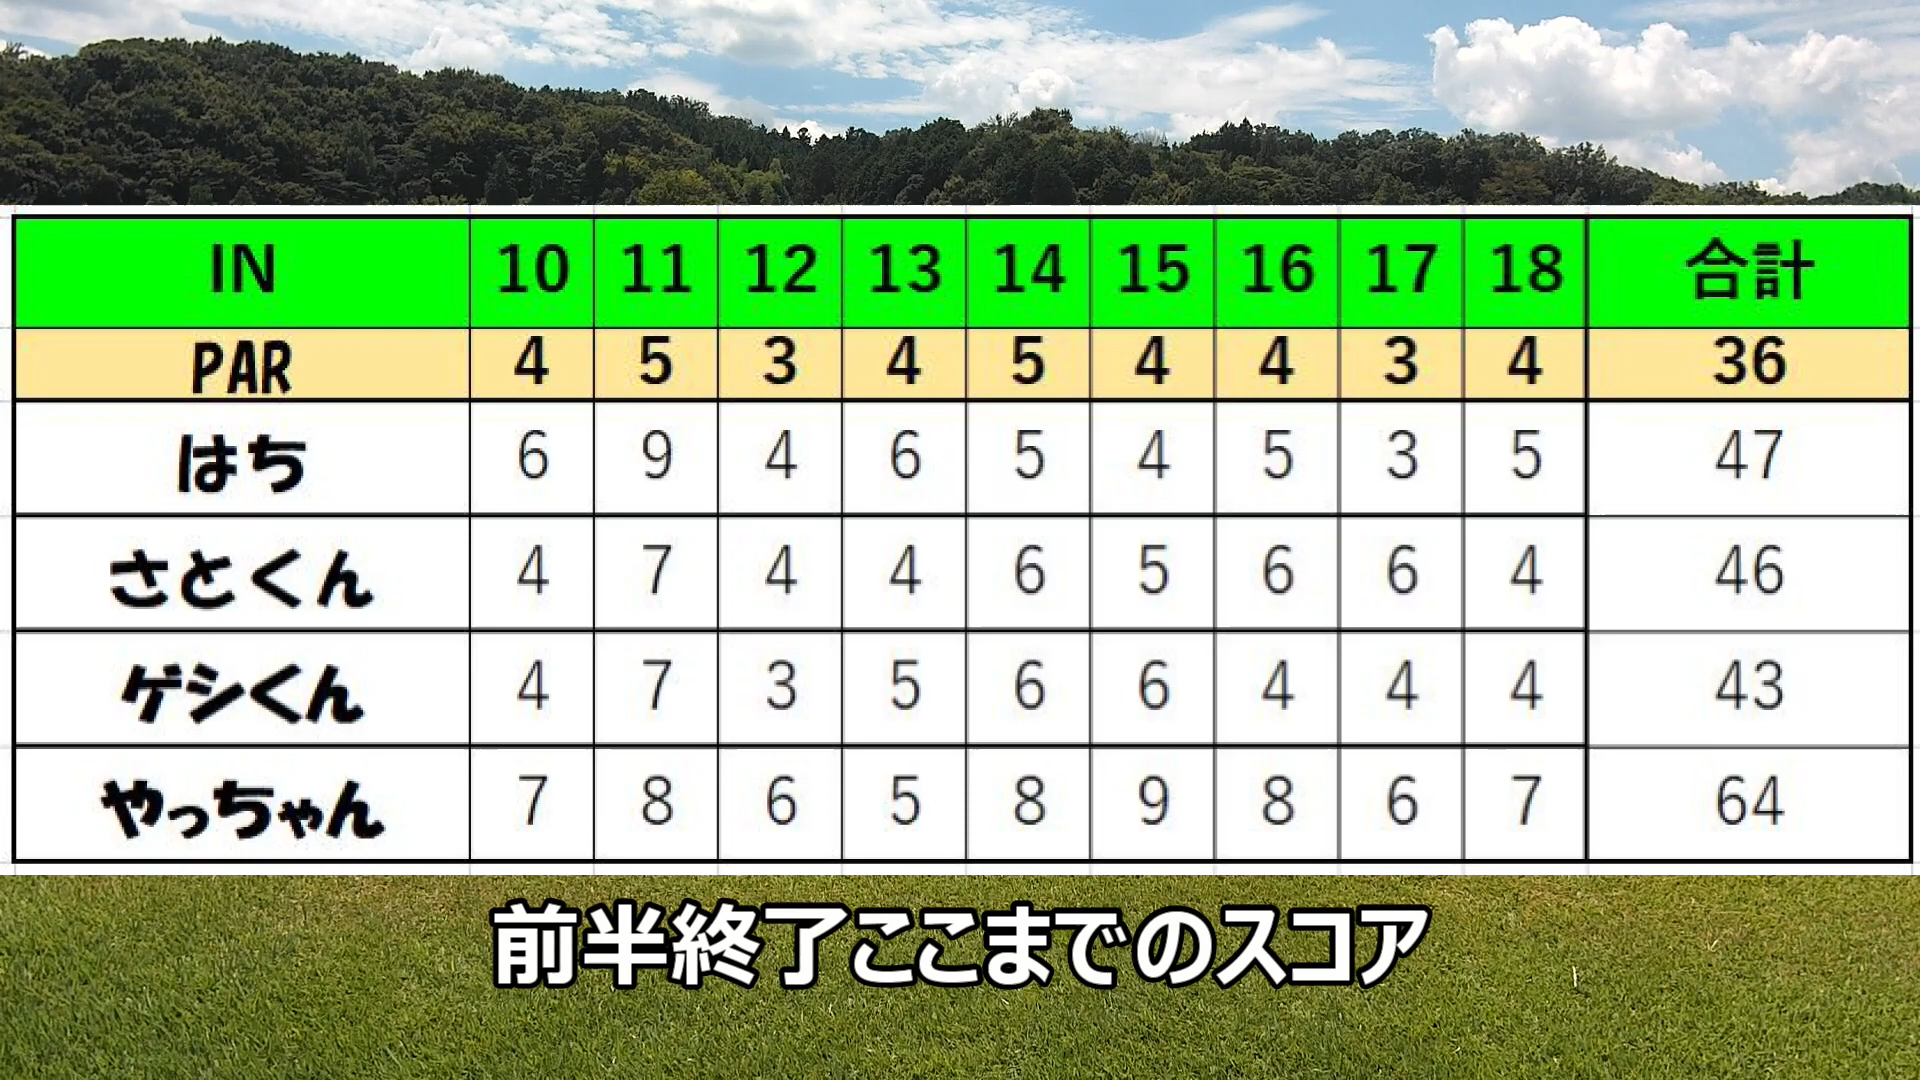 IN 10 11 12 13 14 15 16 17 18 合計
PAR 4 5 3 4 5 4 4 3 4 36
はち 6 9 4 6 5 4 5 3 5 47
さとくん 4 7 4 4 6 5 6 6 4 46
ゲシくん 4 7 3 5 6 6 4 4 4 43
やっちゃん 7 8 6 5 8 9 8 6 7 64
前半終了ここまでのスコア